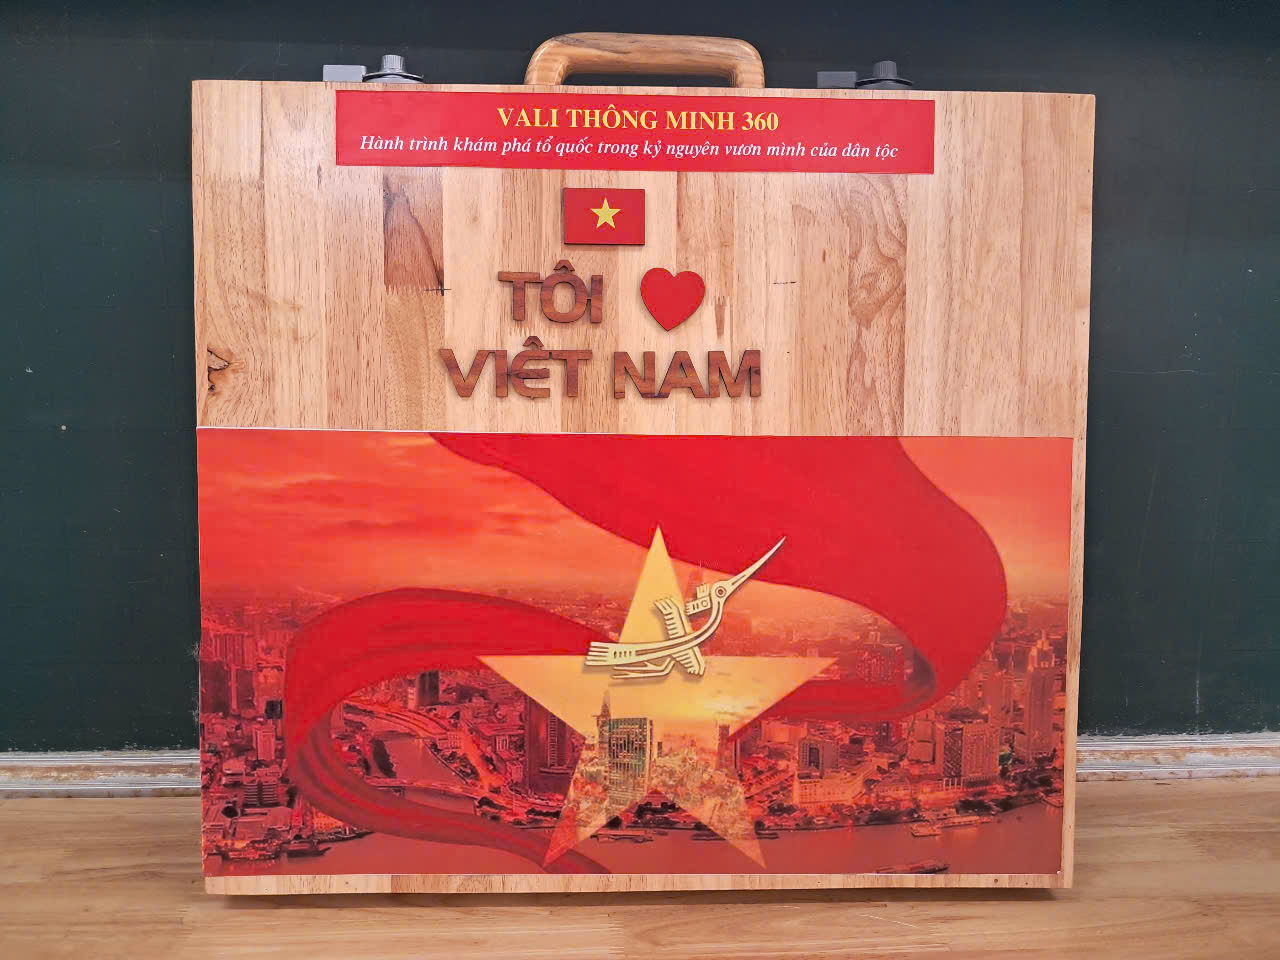 VALI THÔNG MINH 360
Hành trình khám phá tổ quốc trong kỷ nguyên vươn mình của dân tộc
TÔI
VIỆT NAM